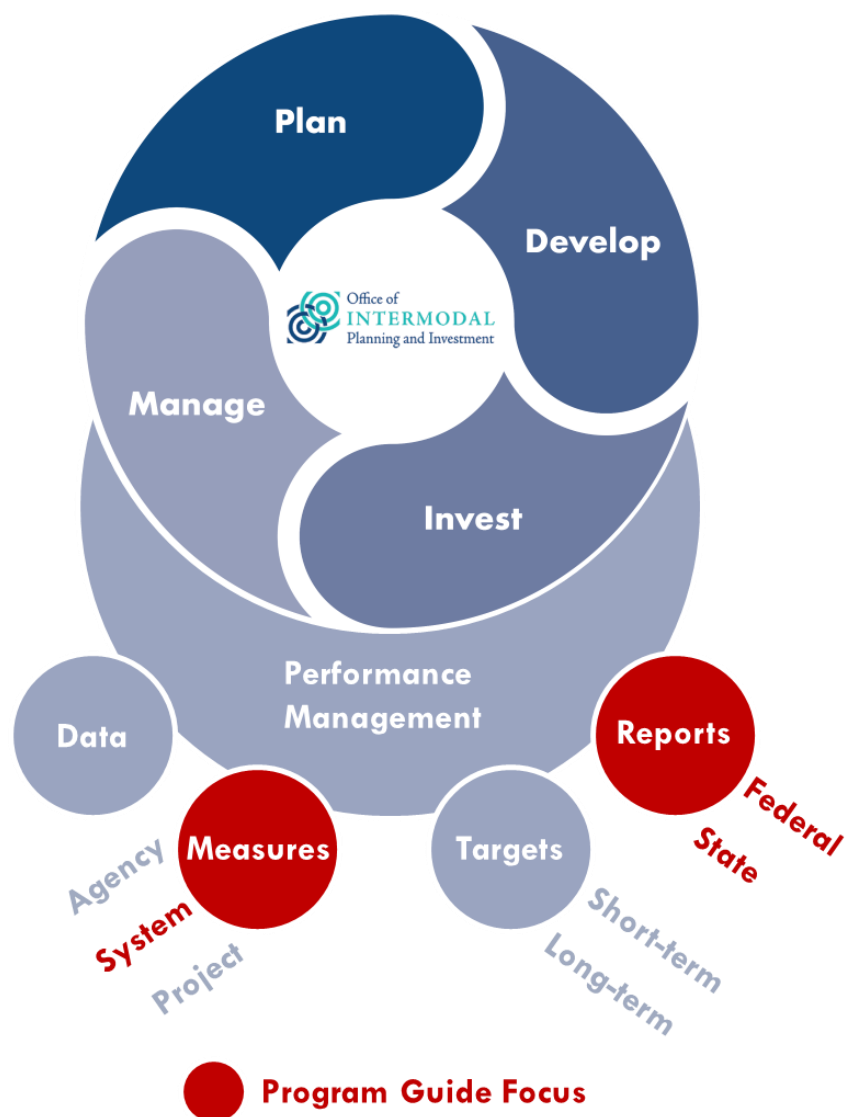 Plan
Develop
Office of
INTERMODAL
Planning and Investment
Manage
Invest
Performance
Management
Data
Reports
Measures
Targets
Federal
State
Agency
System
Project
Short-term
Long-term
Program Guide Focus